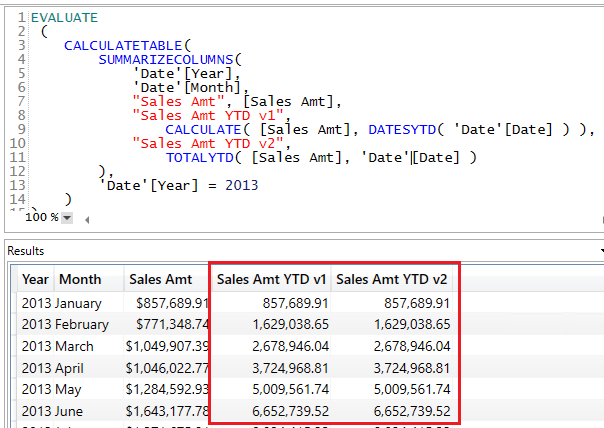 1 EVALUATE
2 (
3 CALCULATETABLE(
4 SUMMARIZECOLUMNS(
5 'Date'[Year],
6 'Date'[Month],
7 "Sales Amt", [Sales Amt],
8 "Sales Amt YTD v1",
9 CALCULATE( [Sales Amt], DATESYTD( 'Date'[Date] ) ),
10 "Sales Amt YTD v2",
11 TOTALYTD( [Sales Amt], 'Date'[Date] )
12 ),
13 'Date'[Year] = 2013
14 )
100 %
Results
Year Month Sales Amt Sales Amt YTD v1 Sales Amt YTD v2
2013 January $857,689.91 857,689.91 857,689.91
2013 February $771,348.74 1,629,038.65 1,629,038.65
2013 March $1,049,907.39 2,678,946.04 2,678,946.04
2013 April $1,046,022.77 3,724,968.81 3,724,968.81
2013 May $1,284,592.93 5,009,561.74 5,009,561.74
2013 June $1,643,177.78 6,652,739.52 6,652,739.52